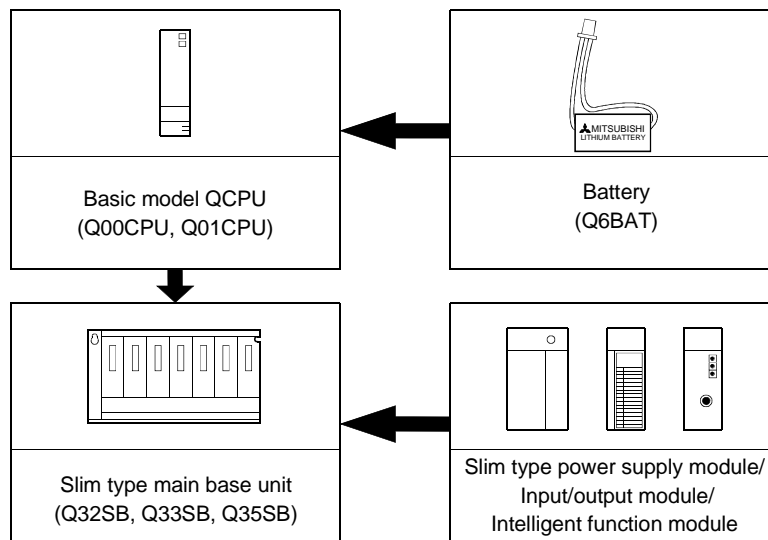 MITSUBISHI
LITHIUM BATTERY
Basic model QCPU
(Q00CPU, Q01CPU)
Battery
(Q6BAT)
Slim type main base unit
(Q32SB, Q33SB, Q35SB)
Slim type power supply module/
Input/output module/
Intelligent function module